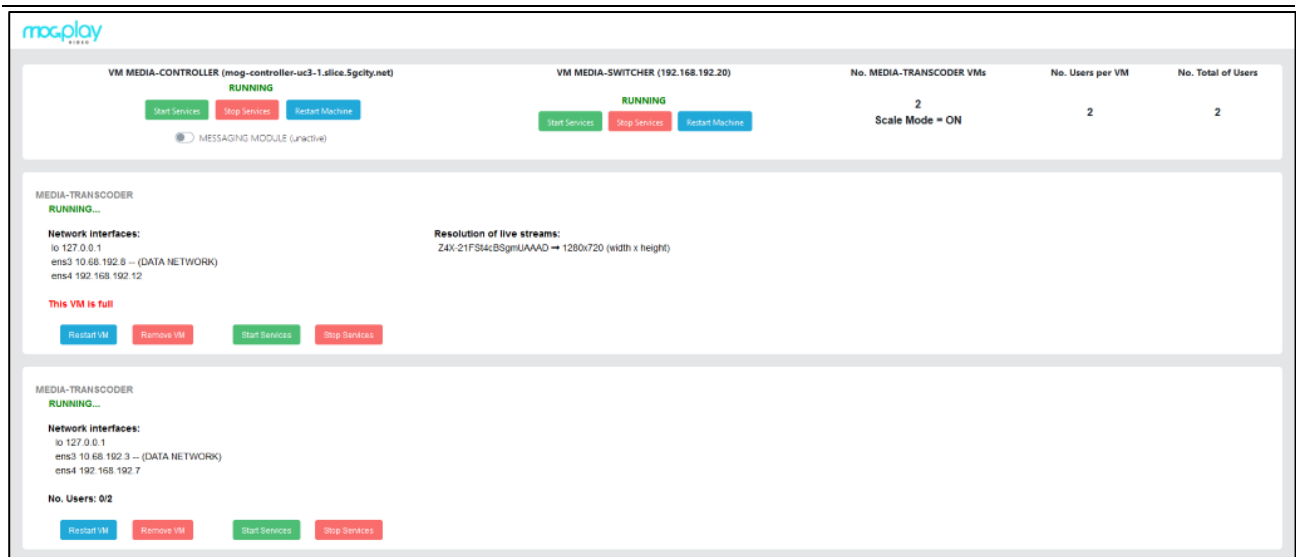 mogplay
VIDEO
VM MEDIA-CONTROLLER (mog-controller-uc3-1.slice.5gcity.net)
RUNNING
Start Services Stop Services Restart Machine
MESSAGING MODULE (unactive)
VM MEDIA-SWITCHER (192.168.192.20)
RUNNING
Start Services Stop Services Restart Machine
No. MEDIA-TRANSCODER VMs
2
Scale Mode = ON
No. Users per VM
2
No. Total of Users
2
MEDIA-TRANSCODER
RUNNING...
Network interfaces:
lo 127.0.0.1
ens3 10.68.192.8 -- (DATA NETWORK)
ens4 192.168.192.12
Resolution of live streams:
Z4X-21FSt4cBSgmUAAAD ➞ 1280x720 (width x height)
This VM is full
Restart VM Remove VM Start Services Stop Services
MEDIA-TRANSCODER
RUNNING...
Network interfaces:
lo 127.0.0.1
ens3 10.68.192.3 -- (DATA NETWORK)
ens4 192.168.192.7
No. Users: 0/2
Restart VM Remove VM Start Services Stop Services